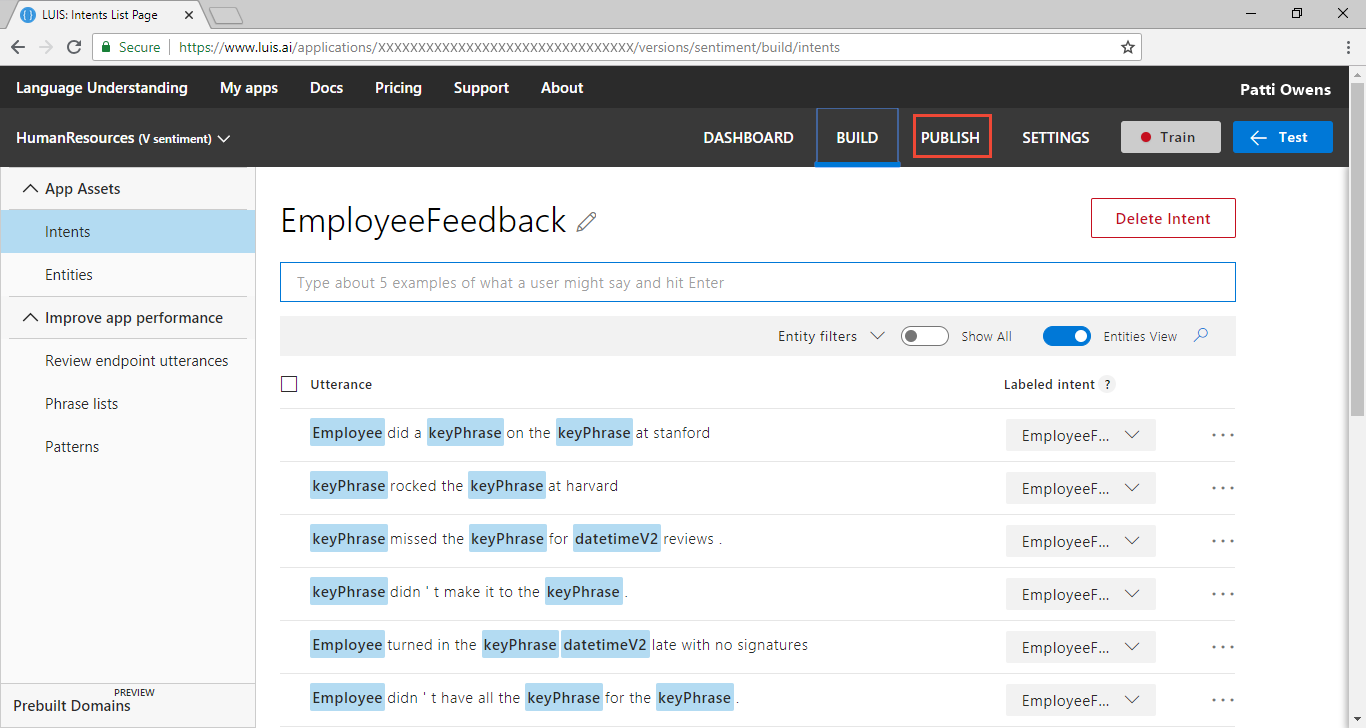 LUIS: Intents List Page
Secure https://www.luis.ai/applications/XXXXXXXXXXXXXXXXXXXXXXXXXXXXXXXX/versions/sentiment/build/intents
Language Understanding My apps Docs Pricing Support About Patti Owens
HumanResources (V sentiment) DASHBOARD BUILD PUBLISH SETTINGS Train Test
App Assets
Intents
Entities
Improve app performance
Review endpoint utterances
Phrase lists
Patterns
PREVIEW
Prebuilt Domains
EmployeeFeedback
Delete Intent
Type about 5 examples of what a user might say and hit Enter
Entity filters Show All Entities View
Utterance Labeled intent ?
Employee did a keyPhrase on the keyPhrase at stanford EmployeeF... ...
keyPhrase rocked the keyPhrase at harvard EmployeeF... ...
keyPhrase missed the keyPhrase for datetimeV2 reviews . EmployeeF... ...
keyPhrase didn ' t make it to the keyPhrase . EmployeeF... ...
Employee turned in the keyPhrase datetimeV2 late with no signatures EmployeeF... ...
Employee didn ' t have all the keyPhrase for the keyPhrase . EmployeeF... ...